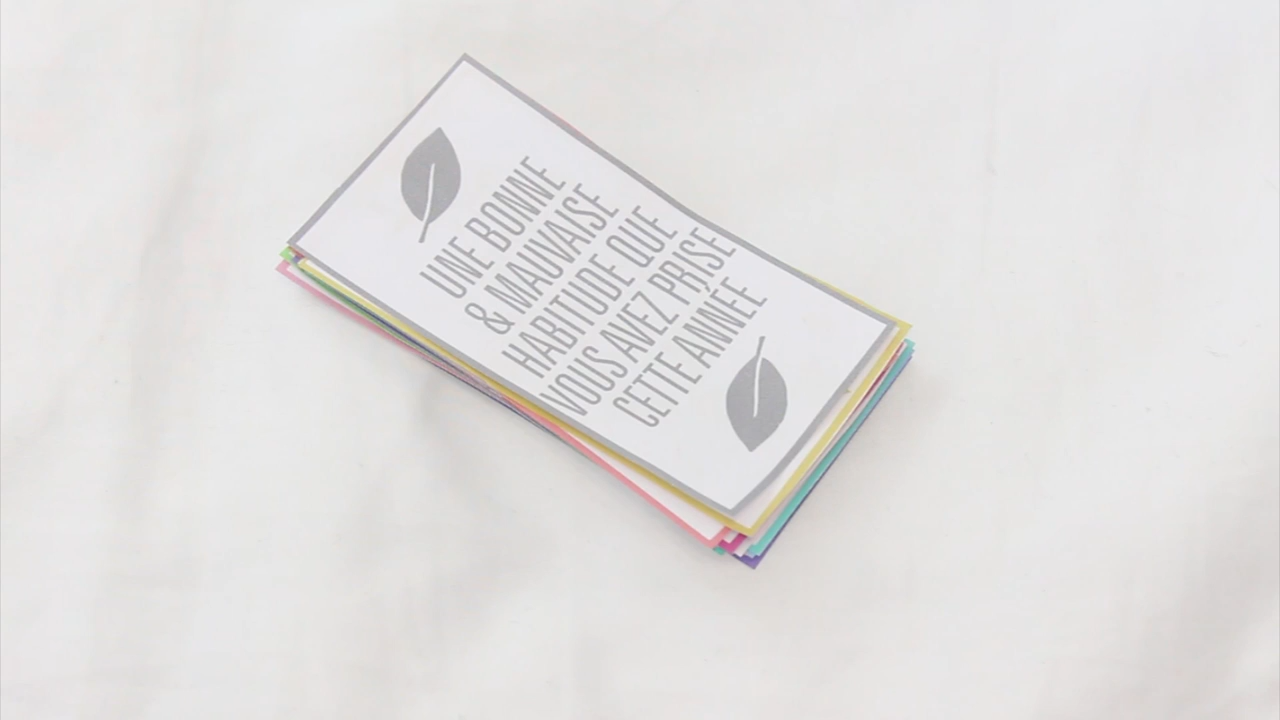 UNE BONNE
& MAUVAISE
HABITUDE QUE
VOUS AVEZ PRISE
CETTE ANNÉE